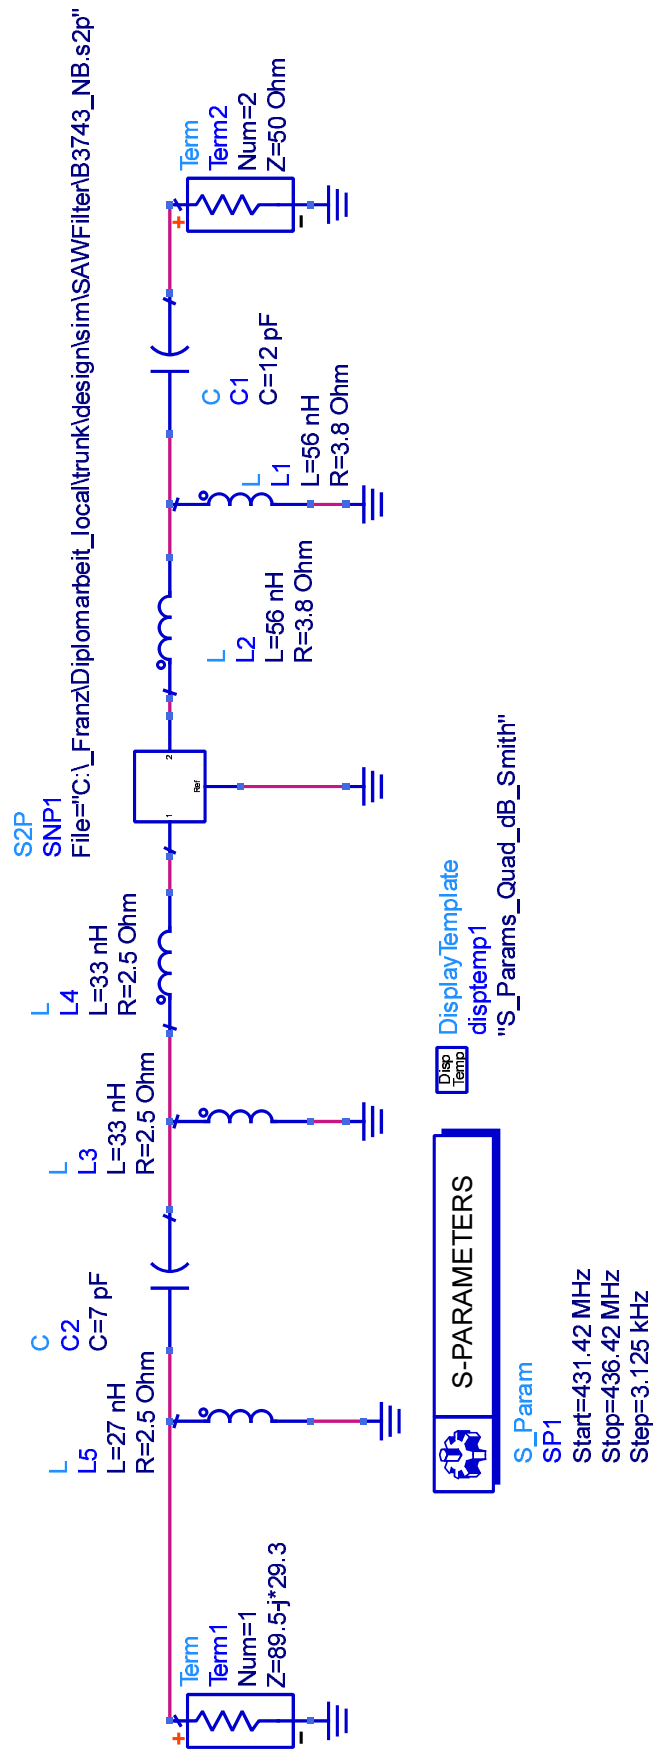 S2P
SNP1
File="C:\_Franz\Diplomarbeit_local\trunk\design\sim\SAWFilter\B3743_NB.s2p"
Term
Term1
Num=1
Z=89.5-j*29.3
+
-
L
L5
L=27 nH
R=2.5 Ohm
C
C2
C=7 pF
L
L3
L=33 nH
R=2.5 Ohm
L
L4
L=33 nH
R=2.5 Ohm
1
2
Ref
L
L2
L=56 nH
R=3.8 Ohm
L
L1
L=56 nH
R=3.8 Ohm
C
C1
C=12 pF
Term
Term2
Num=2
Z=50 Ohm
+
-
S-PARAMETERS
S_Param
SP1
Start=431.42 MHz
Stop=436.42 MHz
Step=3.125 kHz
Disp
Temp
DisplayTemplate
disptemp1
"S_Params_Quad_dB_Smith"